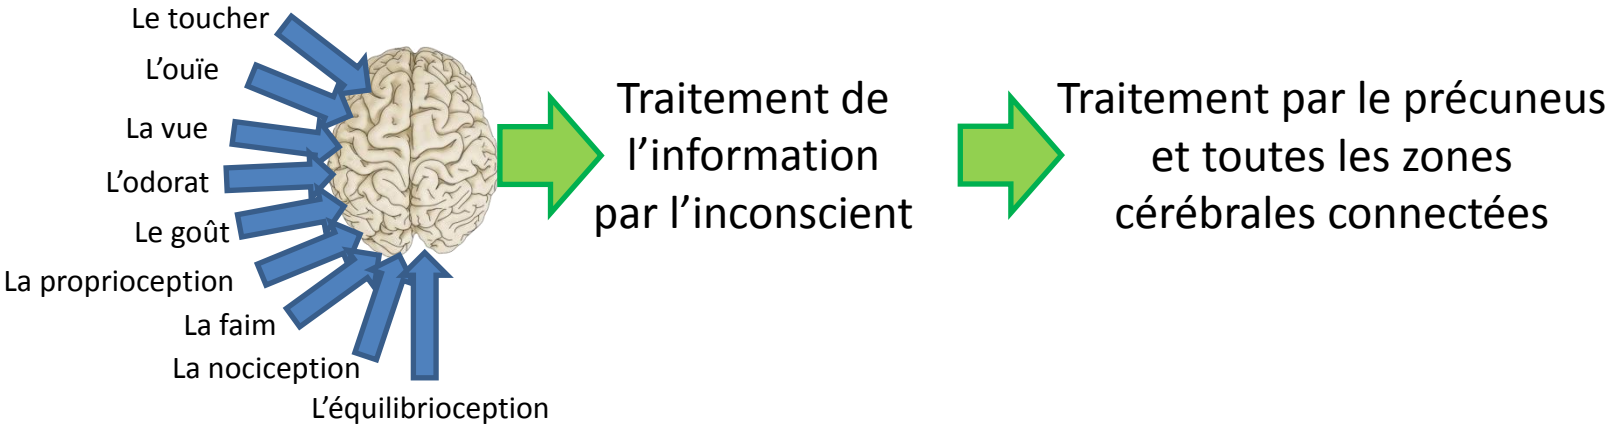 Le toucher
L’ouïe
La vue
L’odorat
Le goût
La proprioception
La faim
La nociception
L’équilibrioception
Traitement de
l’information
par l’inconscient
Traitement par le précuneus
et toutes les zones
cérébrales connectées